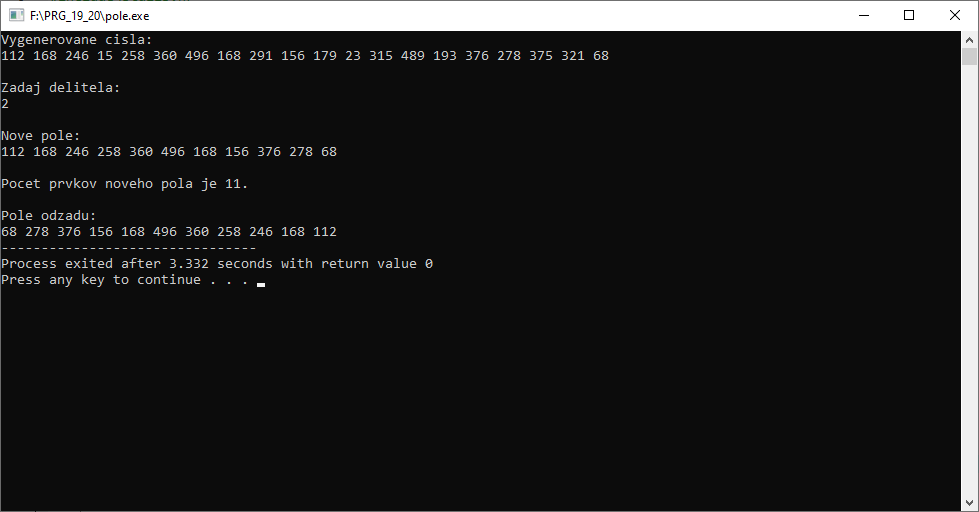 F:\PRG_19_20\pole.exe
Vygenerovane cisla:
112 168 246 15 258 360 496 168 291 156 179 23 315 489 193 376 278 375 321 68
Zadaj delitela:
2
Nove pole:
112 168 246 258 360 496 168 156 376 278 68
Pocet prvkov noveho pola je 11.
Pole odzadu:
68 278 376 156 168 496 360 258 246 168 112
--------------------------------
Process exited after 3.332 seconds with return value 0
Press any key to continue . . .